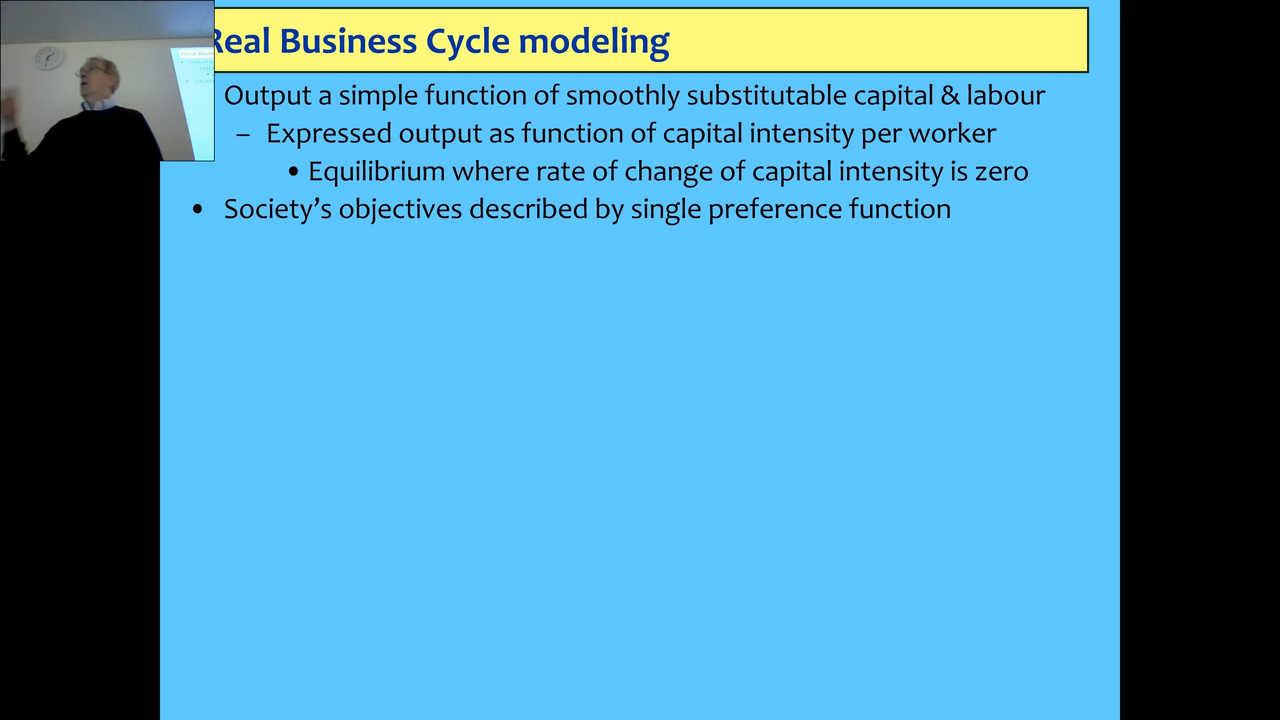 Real Business Cycle modeling
Output a simple function of smoothly substitutable capital & labour
– Expressed output as function of capital intensity per worker
• Equilibrium where rate of change of capital intensity is zero
• Society's objectives described by single preference function